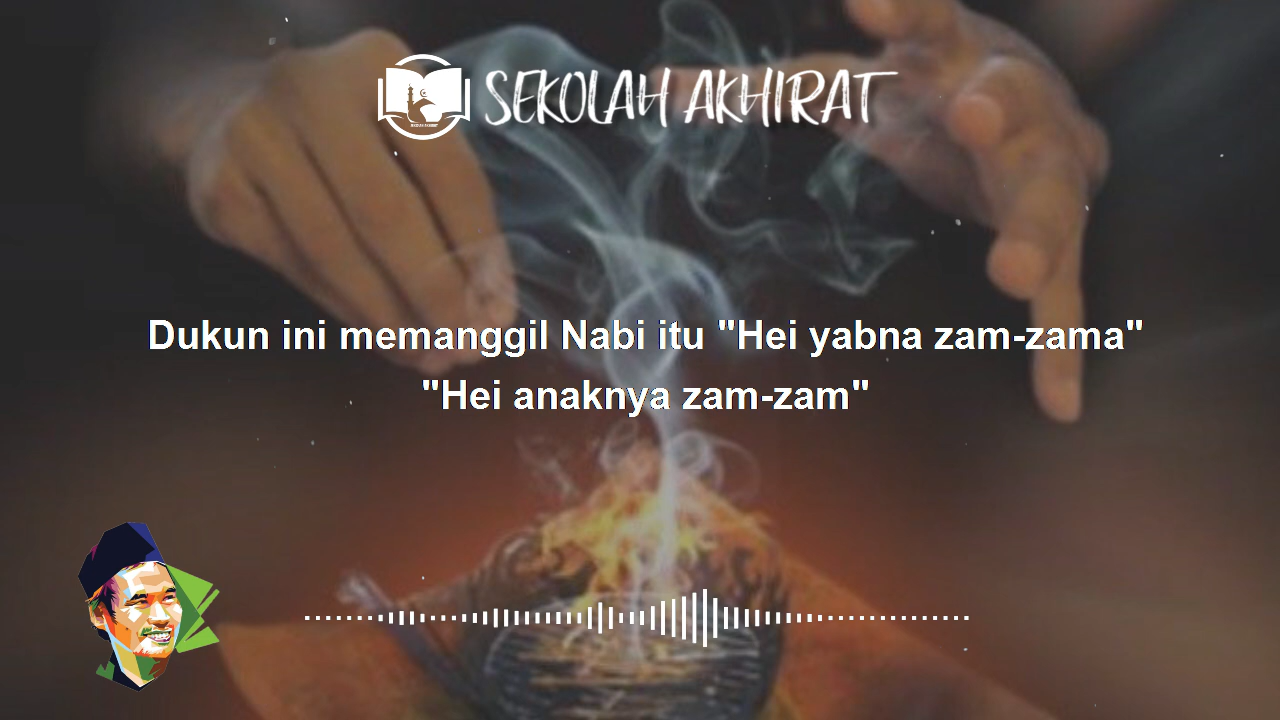 SEKOLAH AKHIRAT
Dukun ini memanggil Nabi itu "Hei yabna zam-zama"
"Hei anaknya zam-zam"